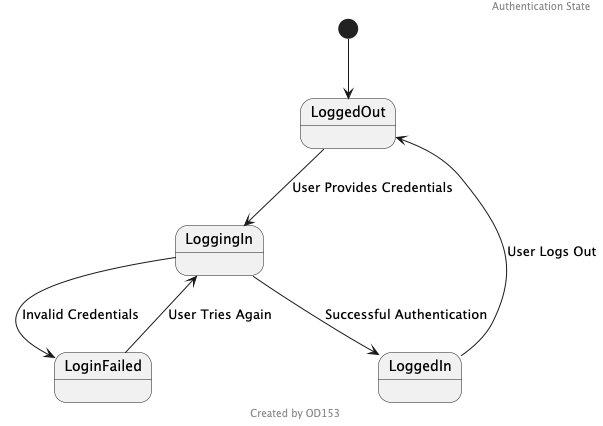 Authentication State
LoggedOut
User Provides Credentials
LoggingIn
User Logs Out
Invalid Credentials
User Tries Again
Successful Authentication
LoginFailed
LoggedIn
Created by OD153